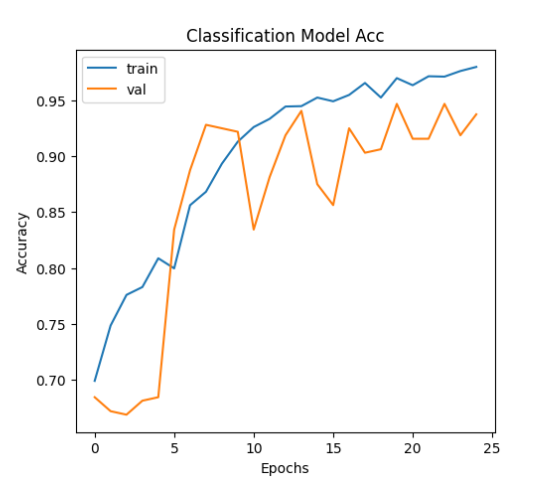 Classification Model Acc
train
val
0.95
0.90
0.85
0.80
0.75
0.70
Accuracy
0 5 10 15 20 25
Epochs